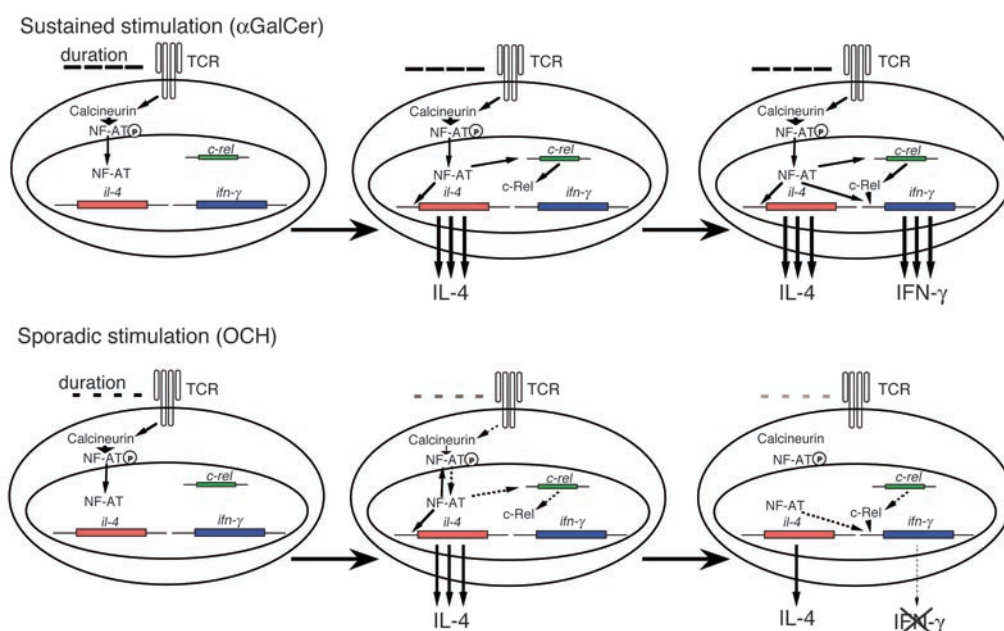 Sustained stimulation (αGalCer)
duration
TCR
Calcineurin
NF-AT P
c-rel
NF-AT
il-4
ifn-γ
TCR
Calcineurin
NF-AT P
c-rel
NF-AT
c-Rel
il-4
ifn-γ
IL-4
TCR
Calcineurin
NF-AT P
c-rel
NF-AT
c-Rel
il-4
ifn-γ
IL-4
IFN-γ
Sporadic stimulation (OCH)
duration
TCR
Calcineurin
NF-AT P
c-rel
NF-AT
il-4
ifn-γ
TCR
Calcineurin
NF-AT P
c-rel
NF-AT
c-Rel
il-4
ifn-γ
IL-4
TCR
Calcineurin
NF-AT P
c-rel
NF-AT
c-Rel
il-4
ifn-γ
IL-4
IFN-γ